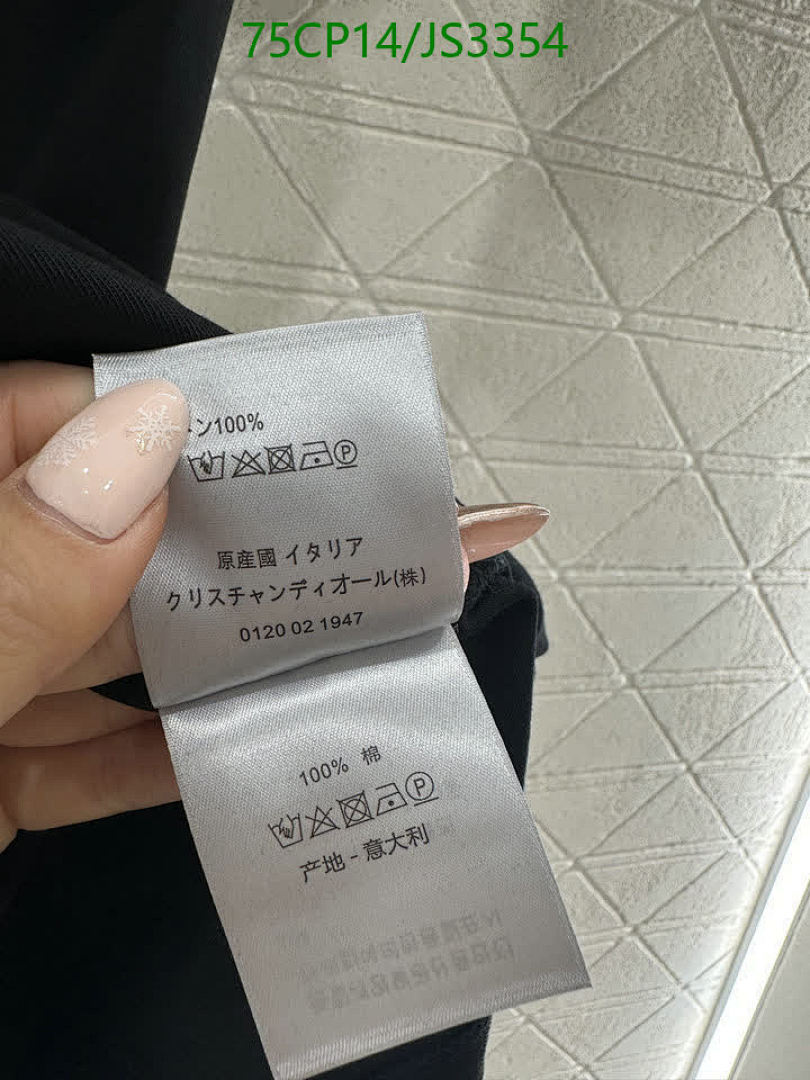 75CP14/JS3354
ン100%
原産國 イタリア
クリスチャンディオール(株)
0120 02 1947
100% 棉
产地 - 意大利